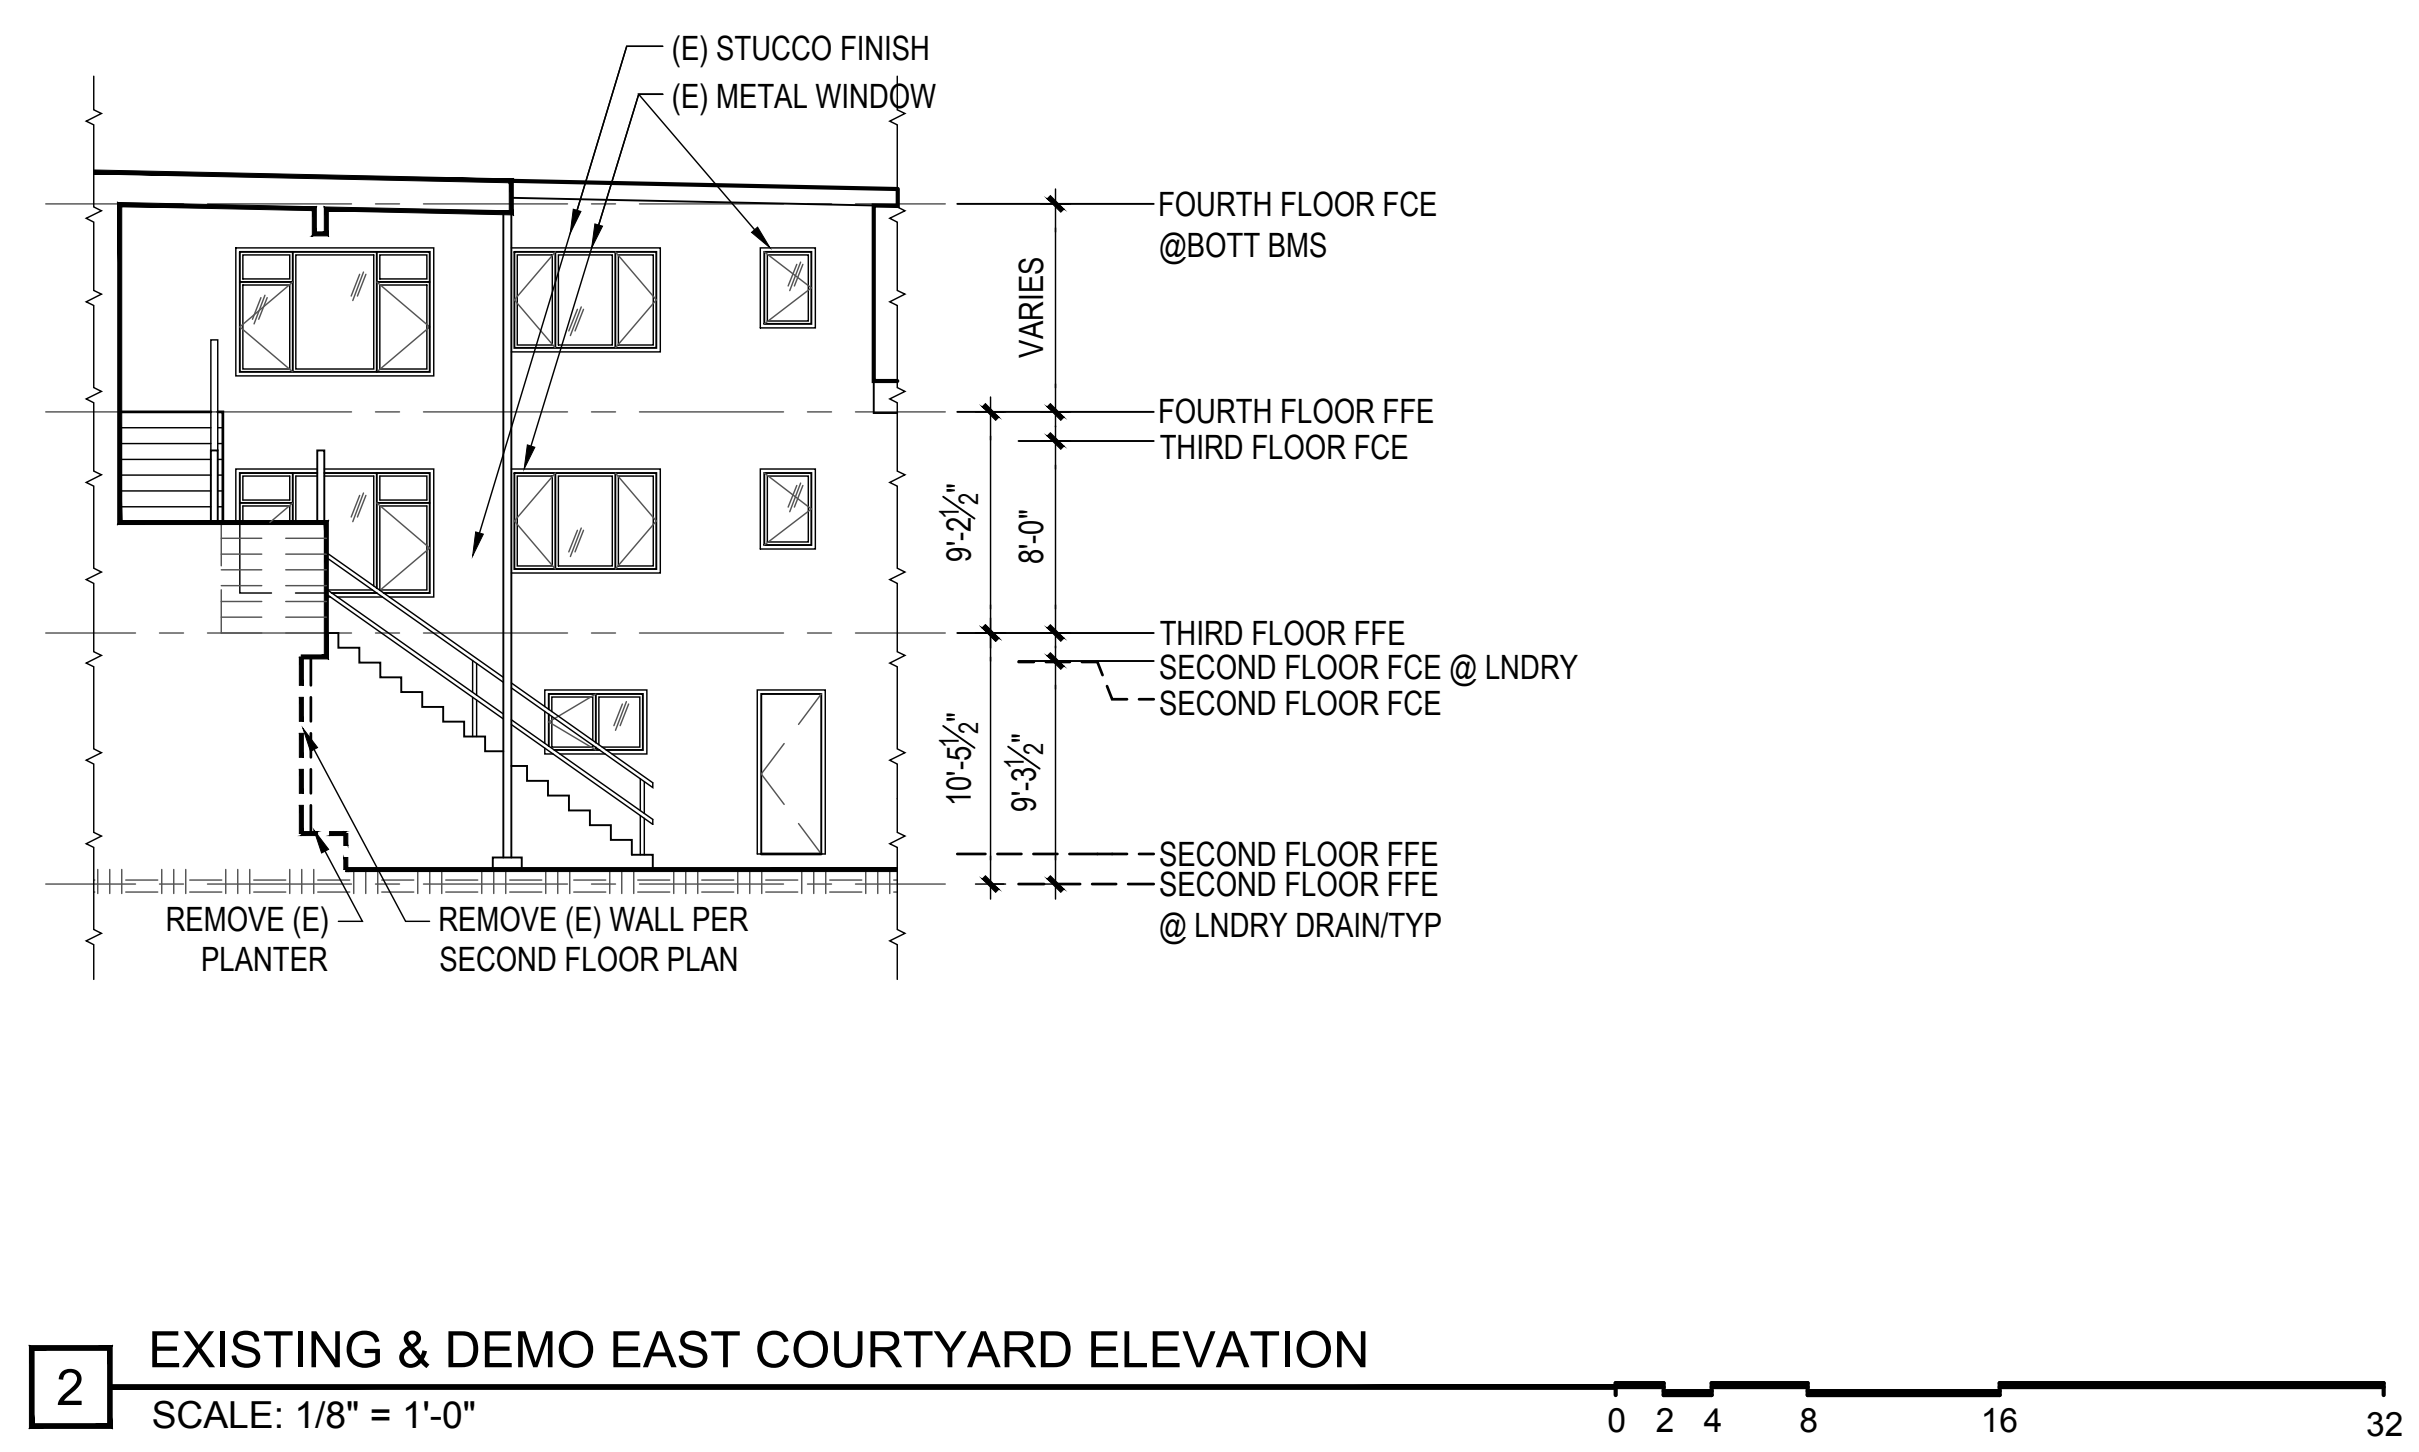 (E) STUCCO FINISH
(E) METAL WINDOW
FOURTH FLOOR FCE
@BOTT BMS
VARIES
FOURTH FLOOR FFE
THIRD FLOOR FCE
9'-2½"
8'-0"
THIRD FLOOR FFE
SECOND FLOOR FCE @ LNDRY
SECOND FLOOR FCE
10'-5½"
9'-3½"
SECOND FLOOR FFE
SECOND FLOOR FFE
@ LNDRY DRAIN/TYP
REMOVE (E)
PLANTER
REMOVE (E) WALL PER
SECOND FLOOR PLAN
2
EXISTING & DEMO EAST COURTYARD ELEVATION
SCALE: 1/8" = 1'-0"
0 2 4 8 16 32